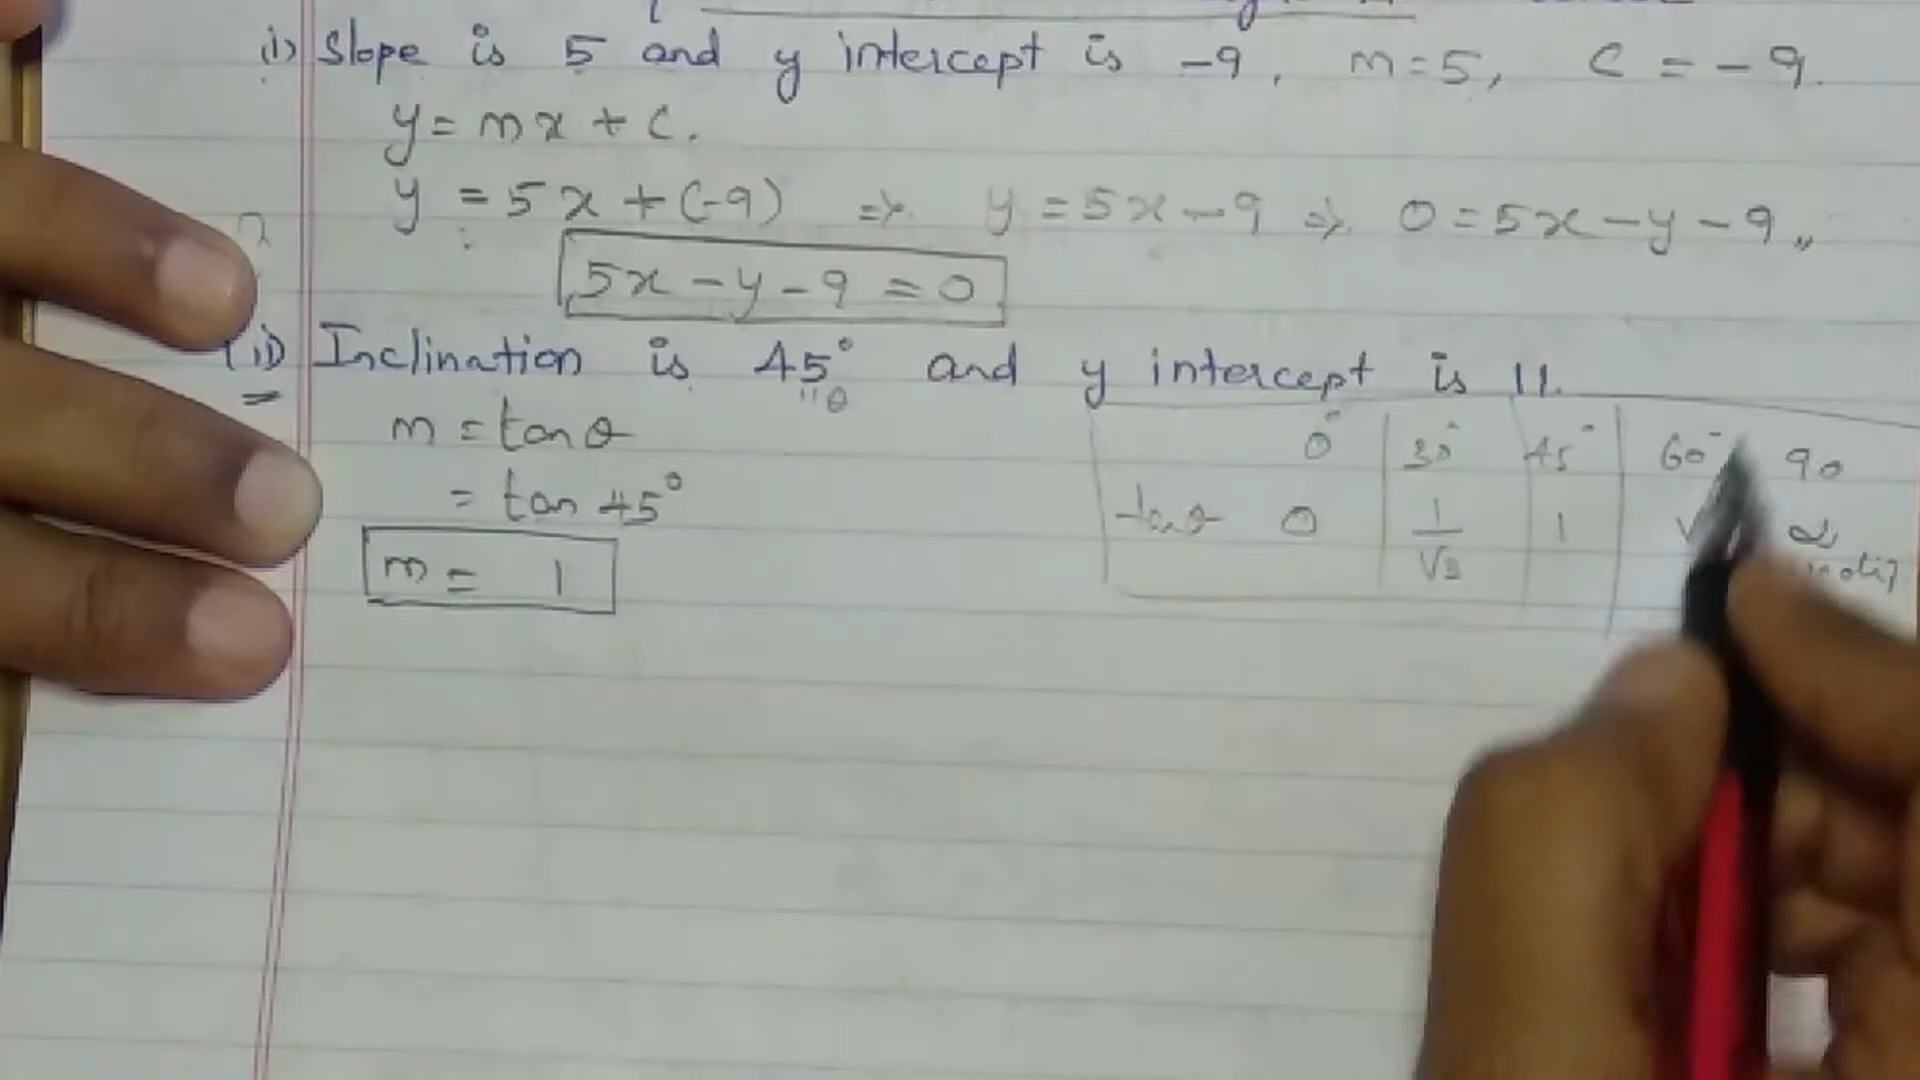 (i) Slope is 5 and y intercept is -9, m=5, C = -9.
y = mx + c.
y = 5x + (-9) ⇒ y = 5x - 9 ⇒ 0 = 5x - y - 9,,
5x - y - 9 = 0
(ii) Inclination is 45° and y intercept is 11.
"θ
m = tanθ
= tan 45°
m = 1
0° 30° 45° 60° 90
tanθ 0 1/√3 1 √ ∝